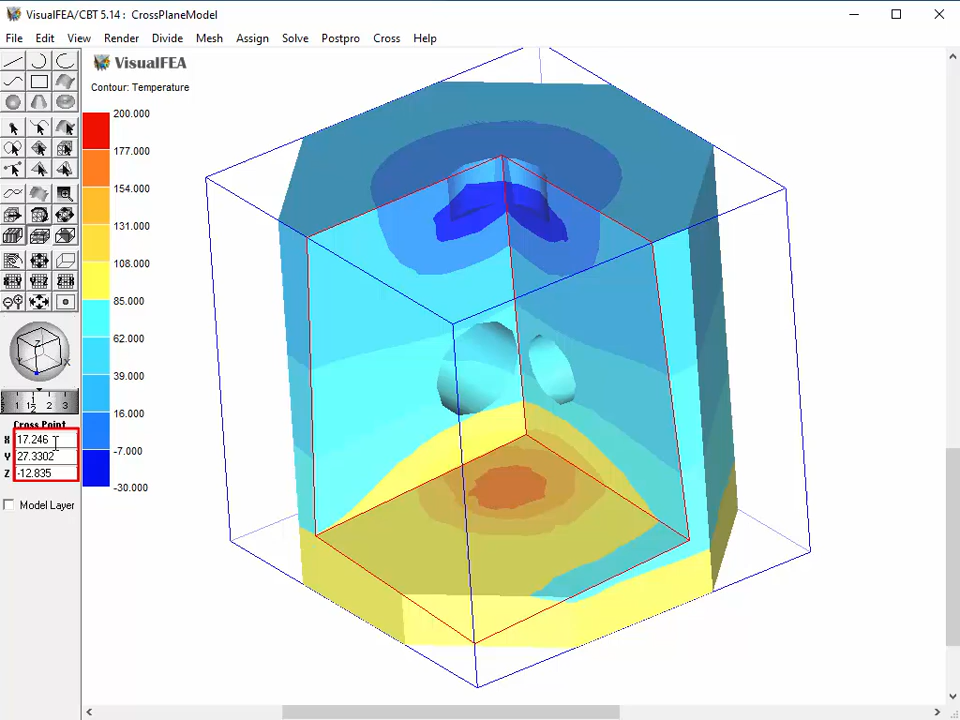 VisualFEA/CBT 5.14 : CrossPlaneModel
File Edit View Render Divide Mesh Assign Solve Postpro Cross Help
VisualFEA
Contour: Temperature
200.000
177.000
154.000
131.000
108.000
85.000
62.000
39.000
16.000
-7.000
-30.000
Z
Y X
1 1/2 2 3
Cross Point
X 17.246
Y 27.3302
Z -12.835
Model Layer